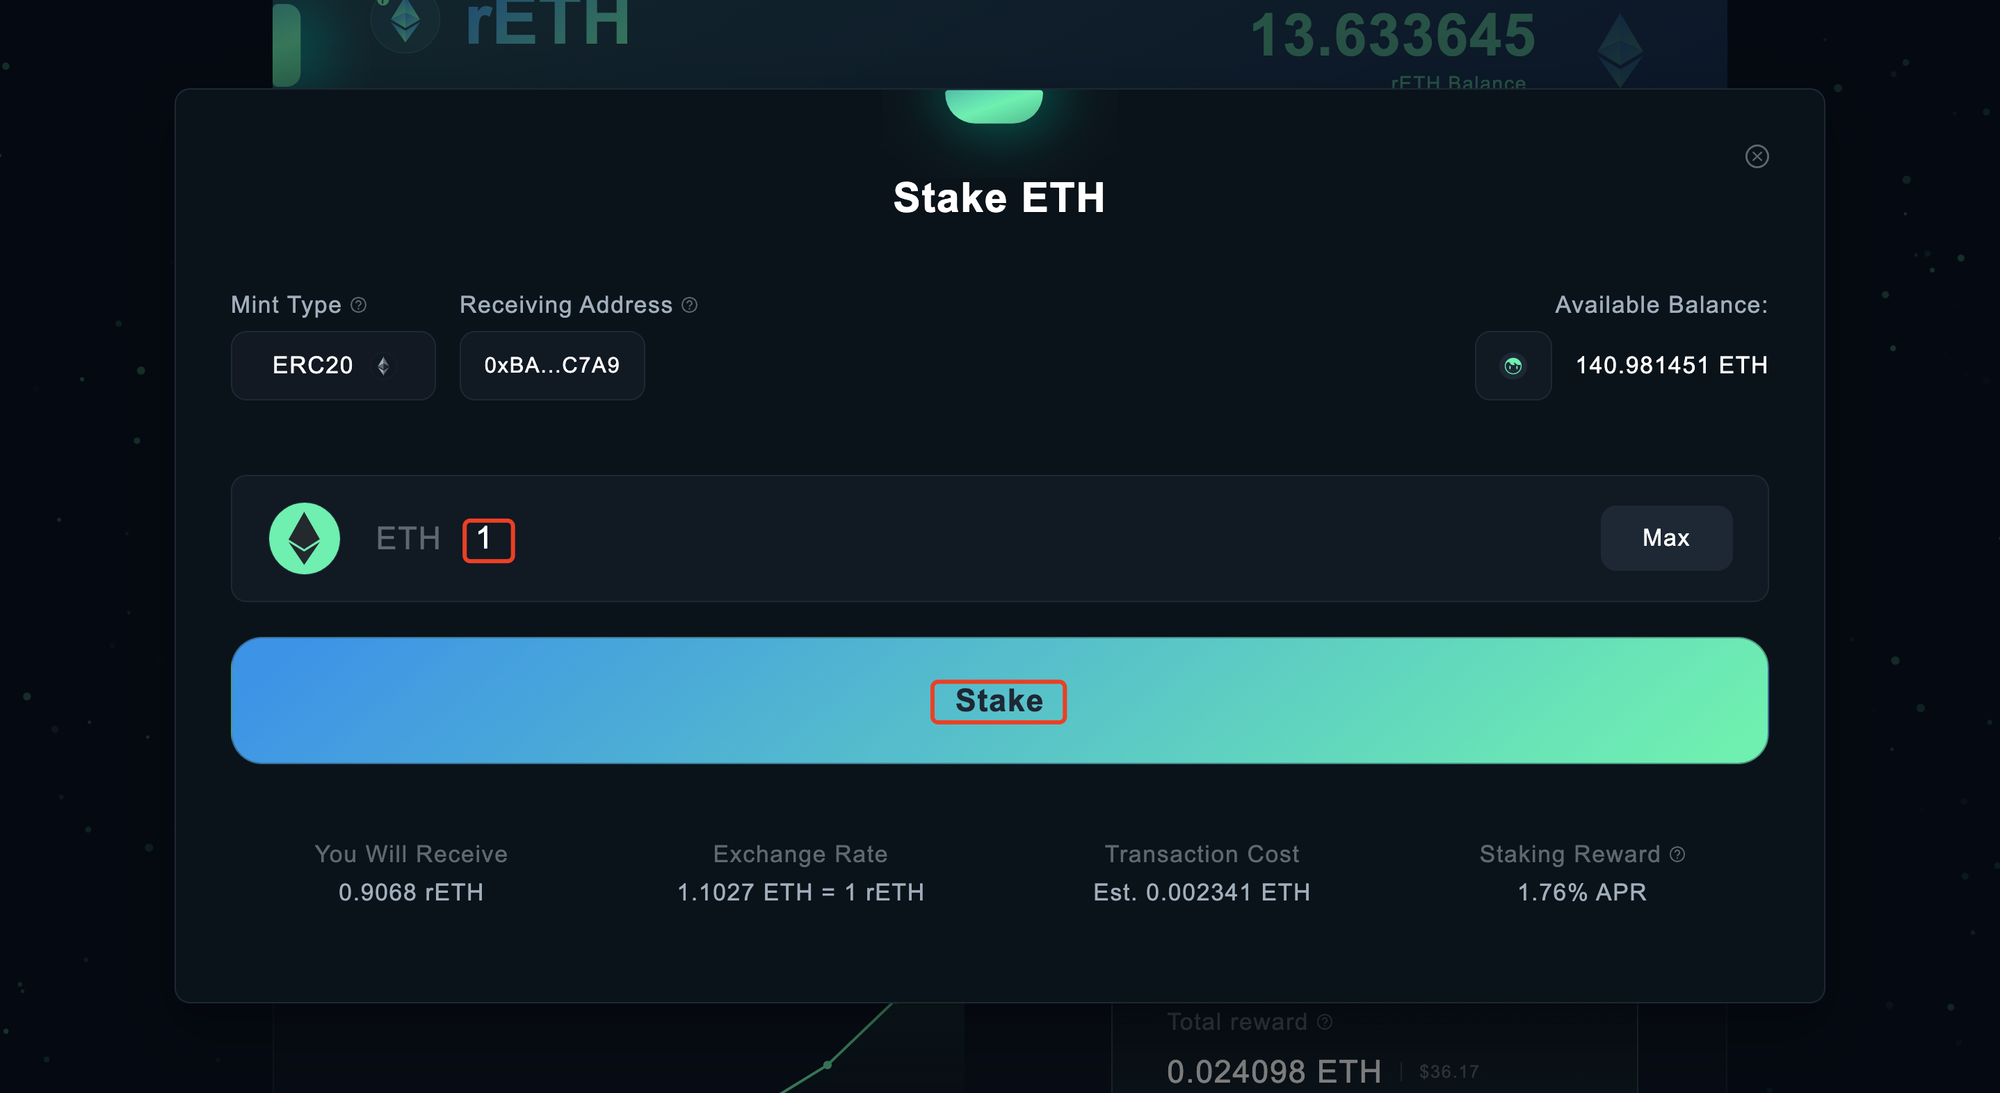 rETH
13.633645
rETH Balance
Stake ETH
Mint Type
Receiving Address
Available Balance:
ERC20
0xBA...C7A9
140.981451 ETH
ETH 1
Max
Stake
You Will Receive
0.9068 rETH
Exchange Rate
1.1027 ETH = 1 rETH
Transaction Cost
Est. 0.002341 ETH
Staking Reward
1.76% APR
Total reward
0.024098 ETH | $36.17